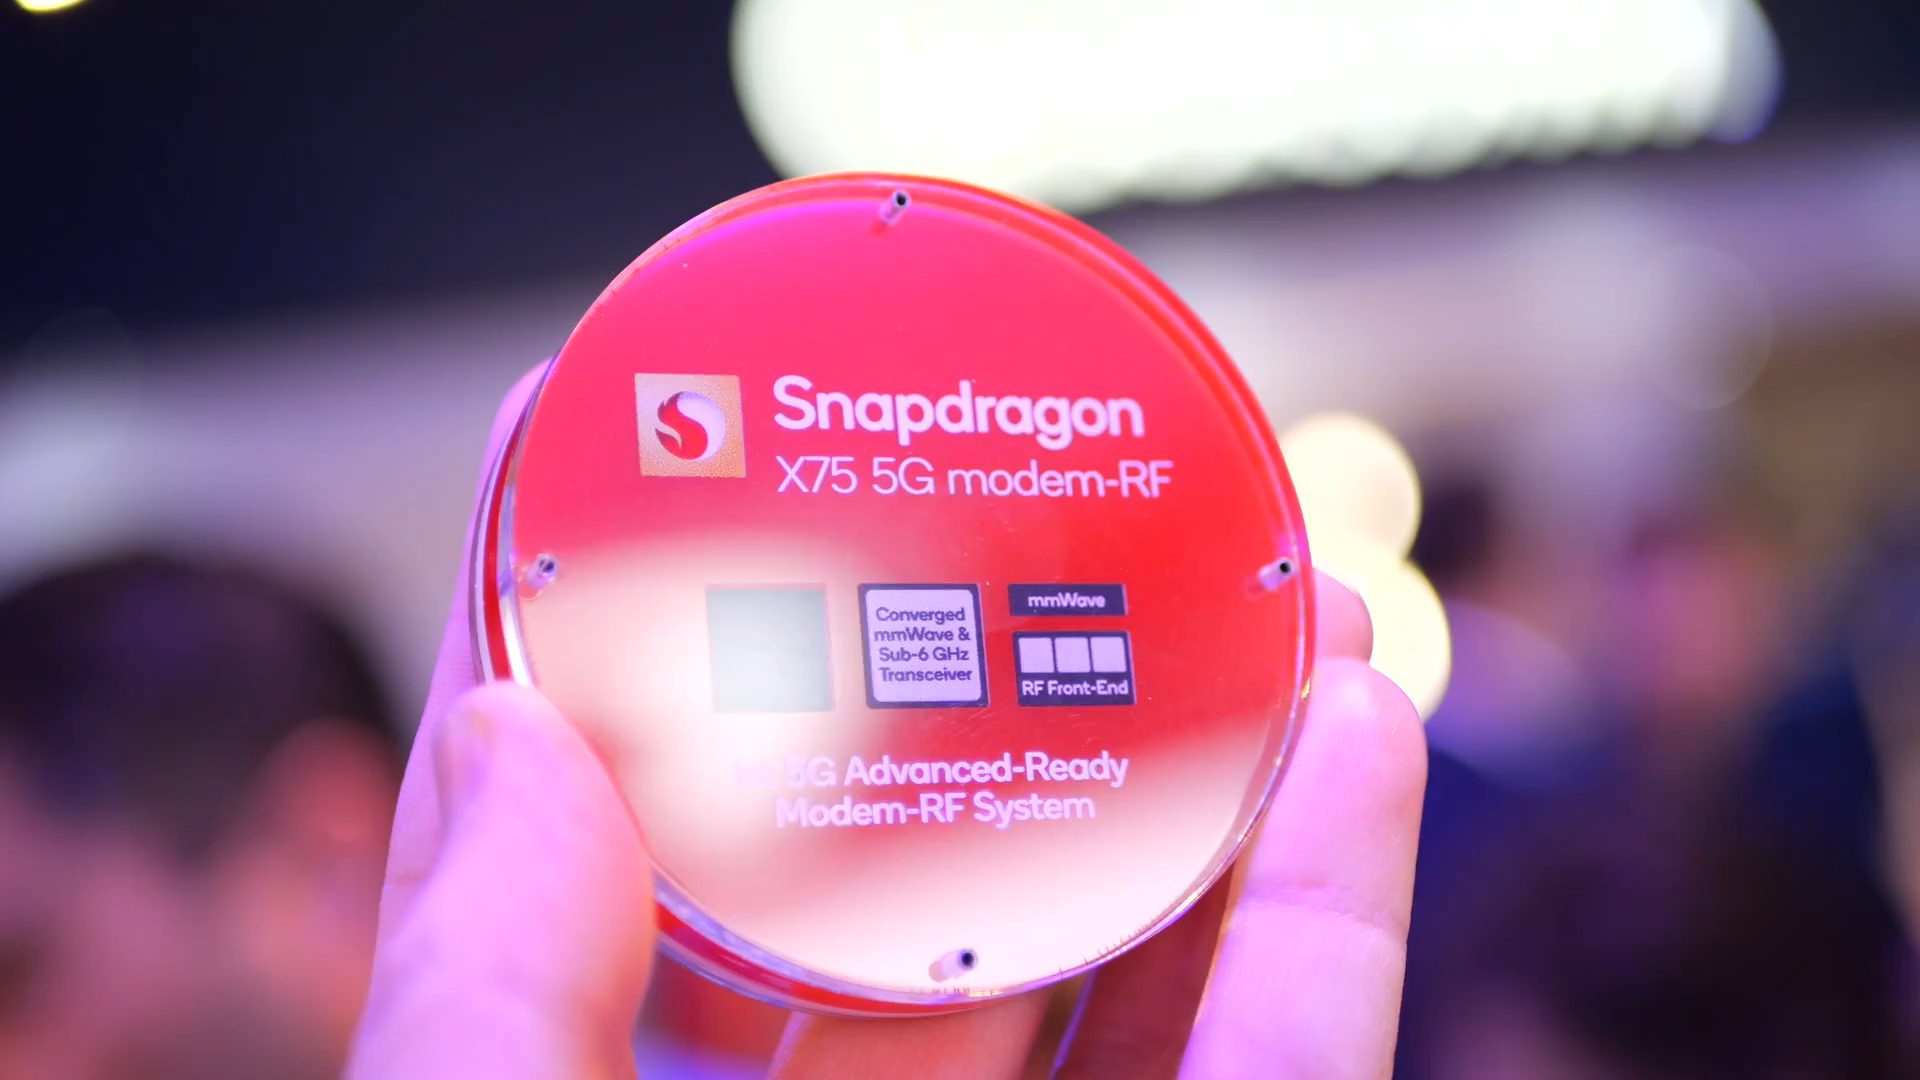 Snapdragon
X75 5G modem-RF
Converged
mmWave &
Sub-6 GHz
Transceiver
mmWave
RF Front-End
5G Advanced-Ready
Modem-RF System